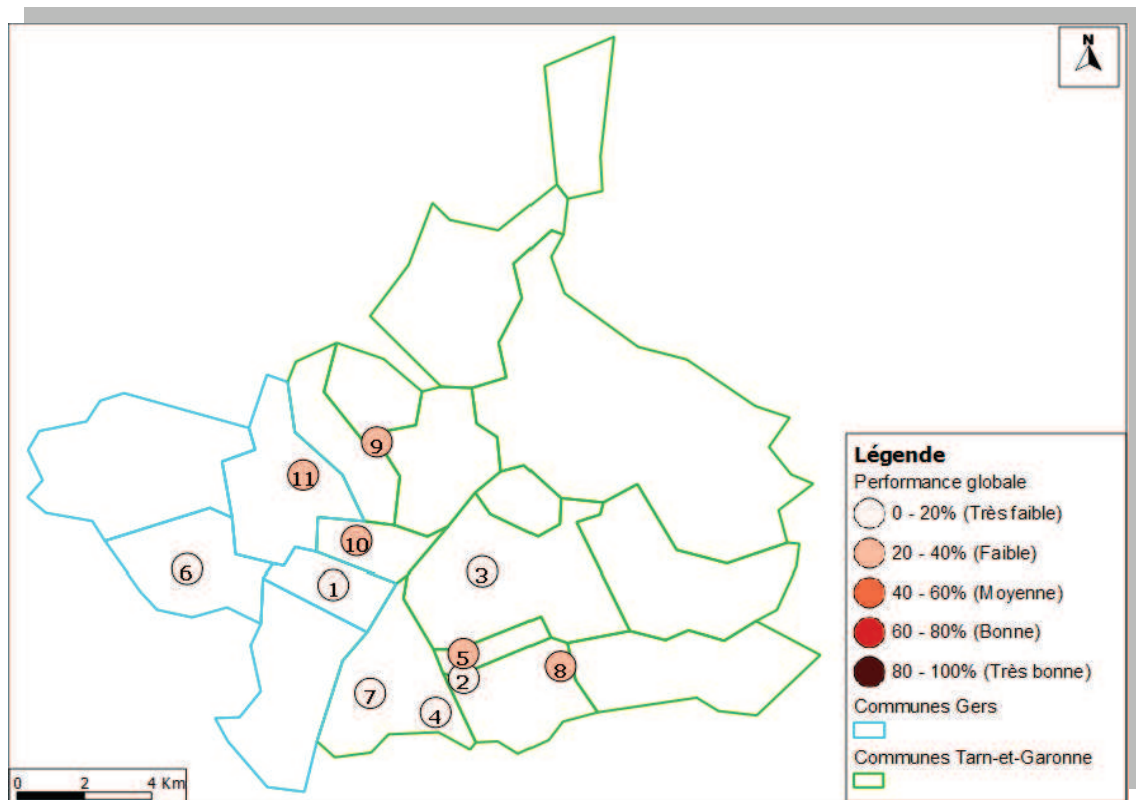 N
9
11
10
6
1
3
5
2
8
7
4
Légende
Performance globale
0 - 20% (Très faible)
20 - 40% (Faible)
40 - 60% (Moyenne)
60 - 80% (Bonne)
80 - 100% (Très bonne)
Communes Gers
Communes Tarn-et-Garonne
0 2 4 Km